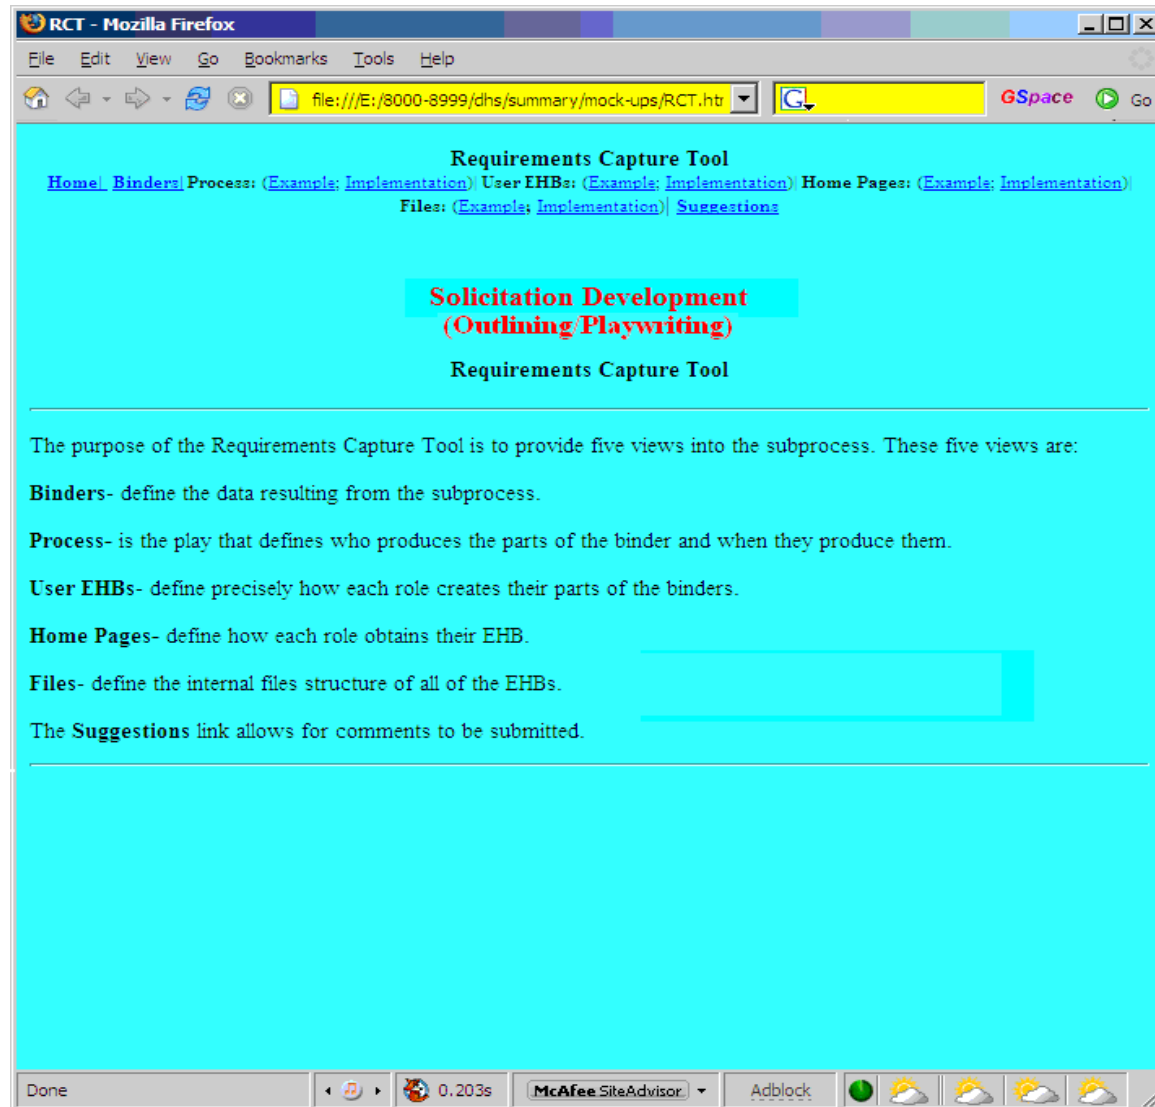 RCT - Mozilla Firefox
File Edit View Go Bookmarks Tools Help
file:///E:/8000-8999/dhs/summary/mock-ups/RCT.htr G GSpace Go
Requirements Capture Tool
Home| Binders| Process: (Example; Implementation)| User EHBs: (Example; Implementation)| Home Pages: (Example; Implementation)|
Files: (Example; Implementation)| Suggestions
Solicitation Development
(Outlining/Playwriting)
Requirements Capture Tool
The purpose of the Requirements Capture Tool is to provide five views into the subprocess. These five views are:
Binders- define the data resulting from the subprocess.
Process- is the play that defines who produces the parts of the binder and when they produce them.
User EHBs- define precisely how each role creates their parts of the binders.
Home Pages- define how each role obtains their EHB.
Files- define the internal files structure of all of the EHBs.
The Suggestions link allows for comments to be submitted.
Done 0.203s McAfee SiteAdvisor Adblock